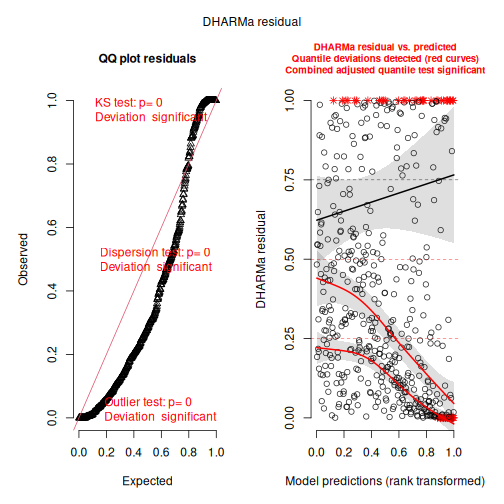 DHARMa residual
QQ plot residuals
KS test: p= 0
Deviation significant
Dispersion test: p= 0
Deviation significant
Outlier test: p= 0
Deviation significant
Observed
0.0 0.2 0.4 0.6 0.8 1.0
0.0 0.2 0.4 0.6 0.8 1.0
Expected
DHARMa residual vs. predicted
Quantile deviations detected (red curves)
Combined adjusted quantile test significant
DHARMa residual
0.00 0.25 0.50 0.75 1.00
0.0 0.2 0.4 0.6 0.8 1.0
Model predictions (rank transformed)